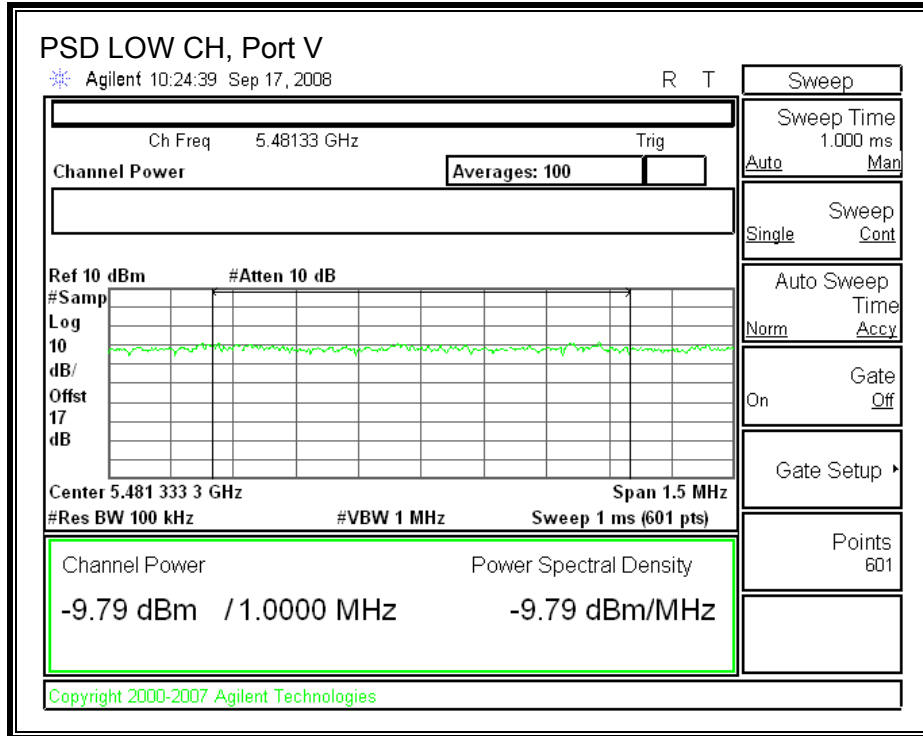 PSD LOW CH, Port V
Agilent 10:24:39 Sep 17, 2008 R T
Ch Freq 5.48133 GHz Trig
Channel Power Averages: 100
Ref 10 dBm #Atten 10 dB
#Samp
Log
10
dB/
Offst
17
dB
Center 5.481 333 3 GHz Span 1.5 MHz
#Res BW 100 kHz #VBW 1 MHz Sweep 1 ms (601 pts)
Channel Power Power Spectral Density
-9.79 dBm / 1.0000 MHz -9.79 dBm/MHz
Copyright 2000-2007 Agilent Technologies
Sweep
Sweep Time
1.000 ms
Auto Man
Sweep
Single Cont
Auto Sweep
Time
Norm Accy
Gate
On Off
Gate Setup
Points
601